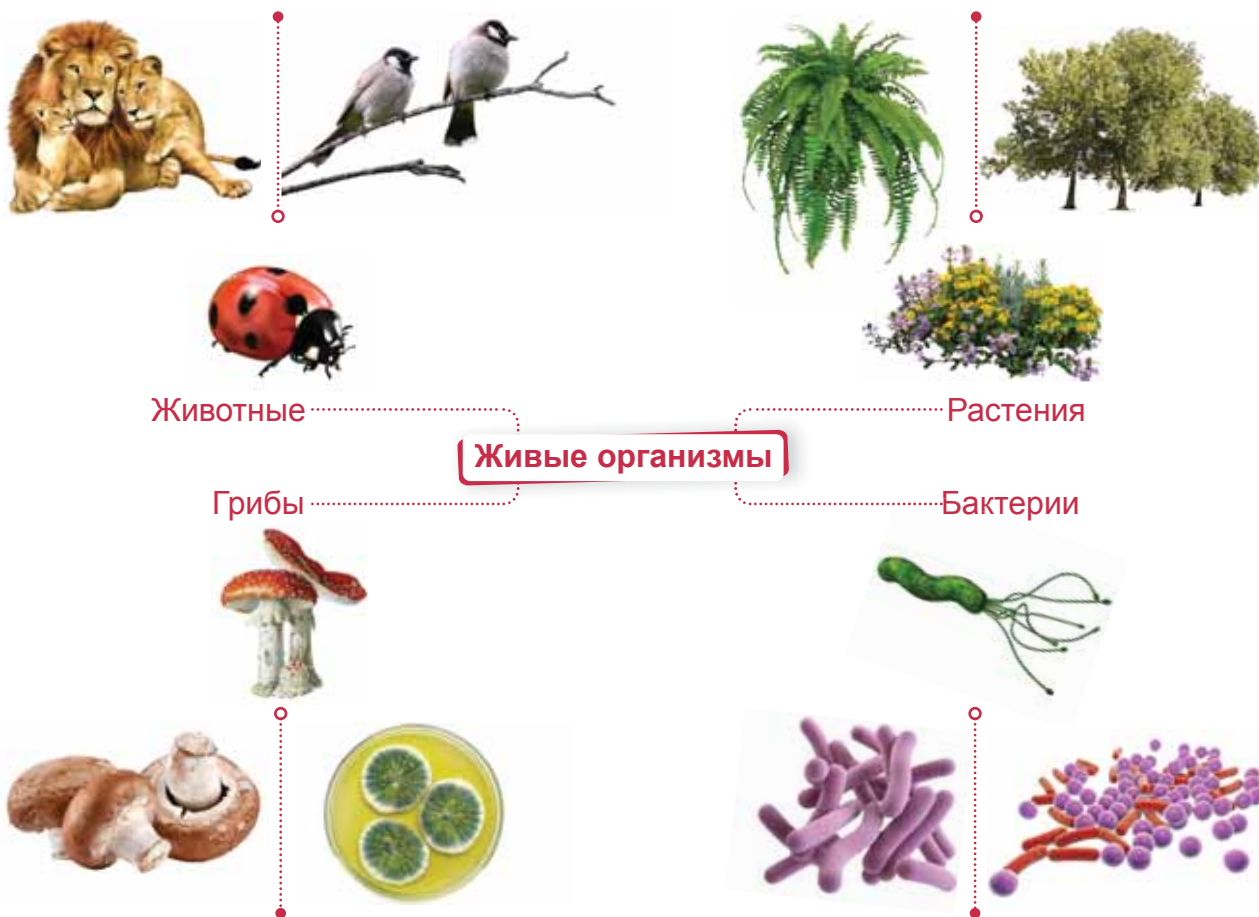 Животные
Растения
Живые организмы
Грибы
Бактерии